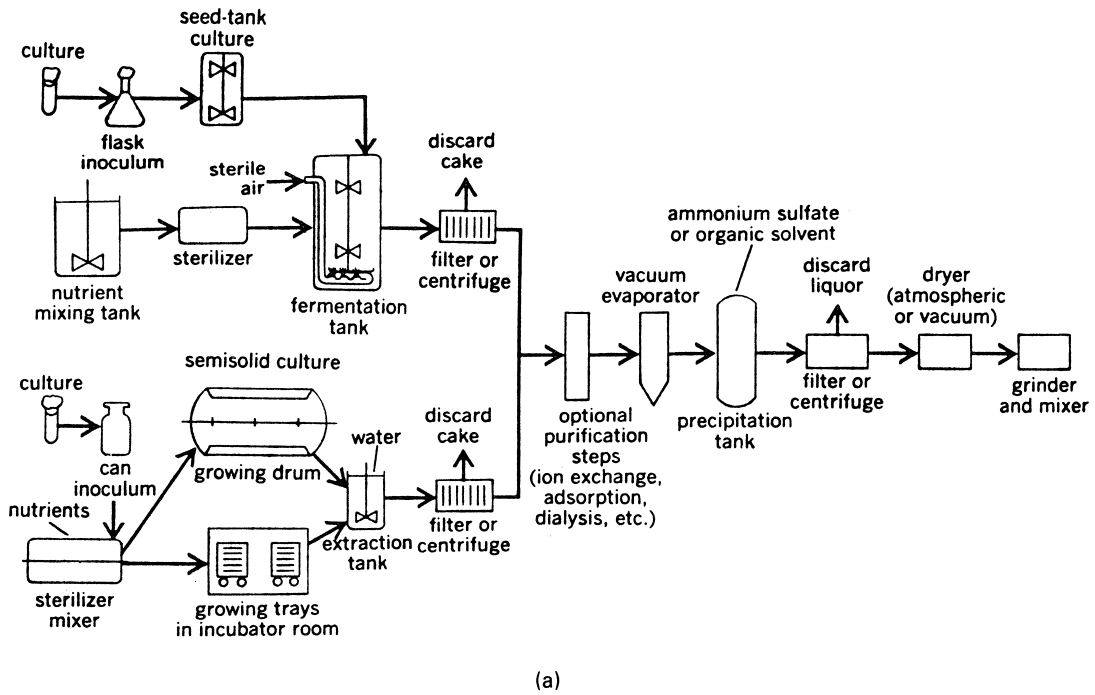 seed-tank
culture
culture
flask
inoculum
sterile
air
discard
cake
sterilizer
nutrient
mixing tank
fermentation
tank
filter or
centrifuge
semisolid culture
culture
can
inoculum
nutrients
growing drum
water
discard
cake
sterilizer
mixer
growing trays
in incubator room
extraction
tank
filter or
centrifuge
optional
purification
steps
(ion exchange,
adsorption,
dialysis, etc.)
vacuum
evaporator
ammonium sulfate
or organic solvent
precipitation
tank
discard
liquor
filter or
centrifuge
dryer
(atmospheric
or vacuum)
grinder
and mixer
(a)